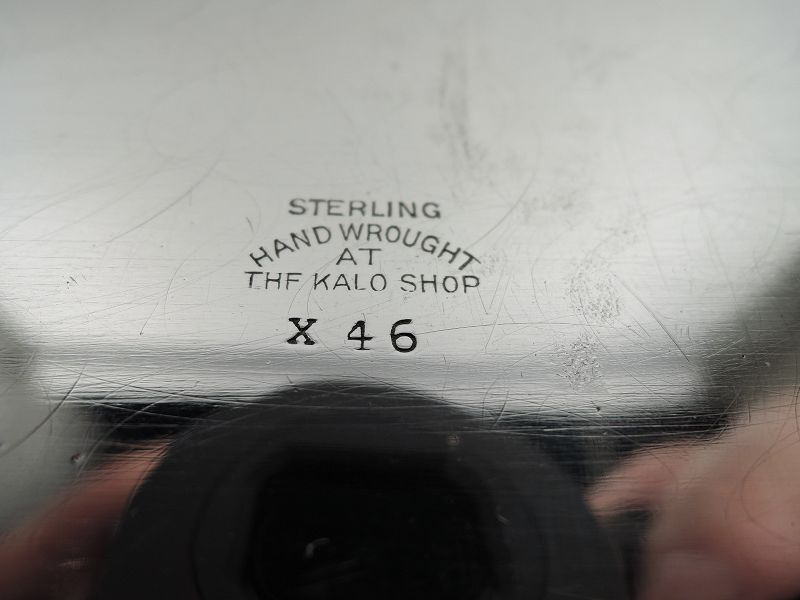 STERLING
HAND WROUGHT
AT
THE KALO SHOP
X 46